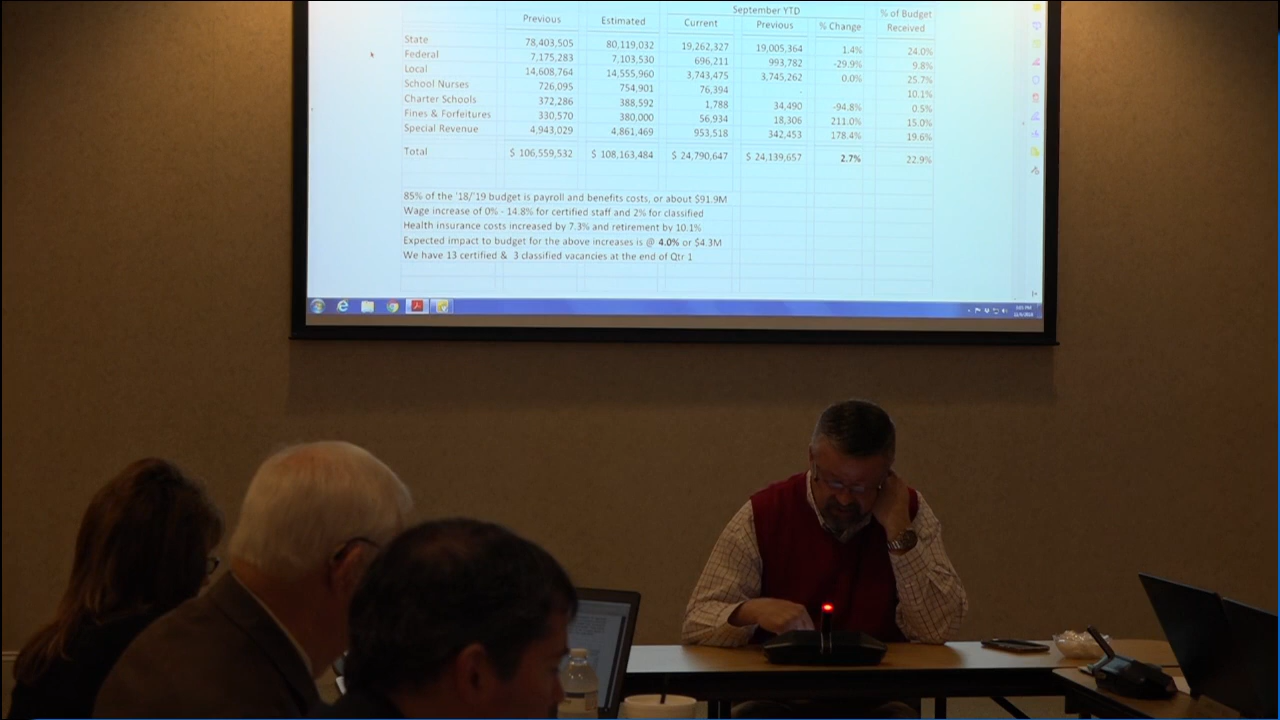 September YTD % of Budget
Previous Estimated Current Previous % Change Received
State 78,403,505 80,119,032 19,262,327 19,005,364 1.4% 24.0%
Federal 7,175,283 7,103,530 696,211 993,782 -29.9% 9.8%
Local 14,608,764 14,555,960 3,743,475 3,745,262 0.0% 25.7%
School Nurses 726,095 754,901 76,394 - 10.1%
Charter Schools 372,286 388,592 1,788 34,490 -94.8% 0.5%
Fines & Forfeitures 330,570 380,000 56,934 18,306 211.0% 15.0%
Special Revenue 4,943,029 4,861,469 953,518 342,453 178.4% 19.6%
Total $ 106,559,532 $ 108,163,484 $ 24,790,647 $ 24,139,657 2.7% 22.9%
85% of the '18/'19 budget is payroll and benefits costs, or about $91.9M
Wage increase of 0% - 14.8% for certified staff and 2% for classified
Health insurance costs increased by 7.3% and retirement by 10.1%
Expected impact to budget for the above increases is @ 4.0% or $4.3M
We have 13 certified & 3 classified vacancies at the end of Qtr 1